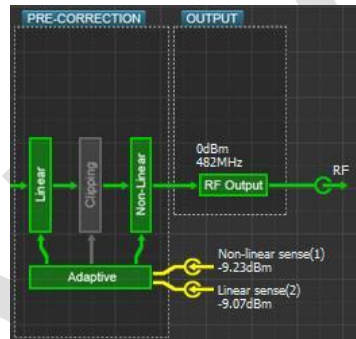 PRE-CORRECTION
OUTPUT
Linear
Clipping
Non-Linear
0dBm
482MHz
RF Output
RF
Adaptive
Non-linear sense(1)
-9.23dBm
Linear sense(2)
-9.07dBm